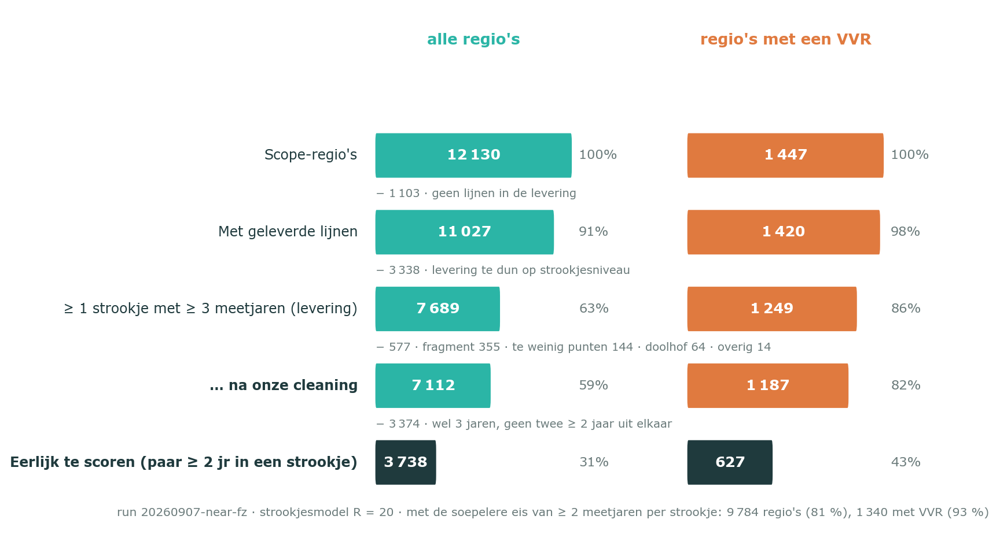 alle regio's
regio's met een VVR
Scope-regio's 12 130 100% 1 447 100%
− 1 103 · geen lijnen in de levering
Met geleverde lijnen 11 027 91% 1 420 98%
− 3 338 · levering te dun op strookjesniveau
≥ 1 strookje met ≥ 3 meetjaren (levering) 7 689 63% 1 249 86%
− 577 · fragment 355 · te weinig punten 144 · doolhof 64 · overig 14
... na onze cleaning 7 112 59% 1 187 82%
− 3 374 · wel 3 jaren, geen twee ≥ 2 jaar uit elkaar
Eerlijk te scoren (paar ≥ 2 jr in een strookje) 3 738 31% 627 43%
run 20260907-near-fz · strookjesmodel R = 20 · met de soepelere eis van ≥ 2 meetjaren per strookje: 9 784 regio's (81 %), 1 340 met VVR (93 %)